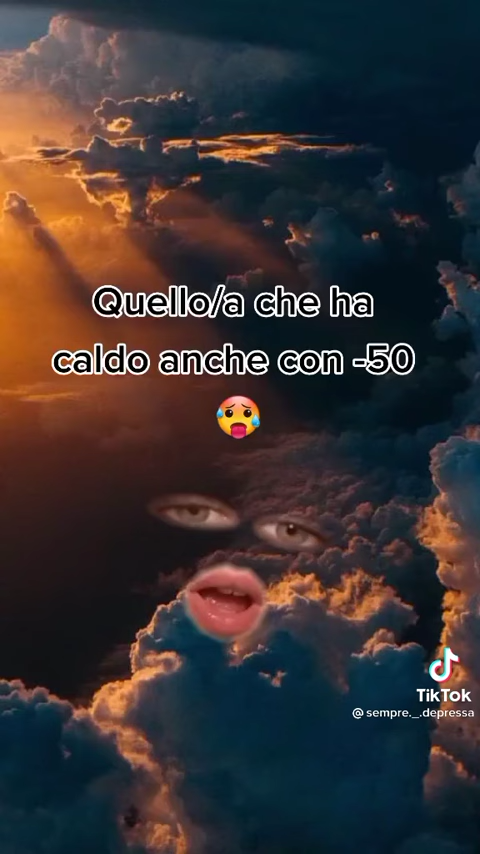 Quello/a che ha
caldo anche con -50
🥵
TikTok
@sempre._.depressa